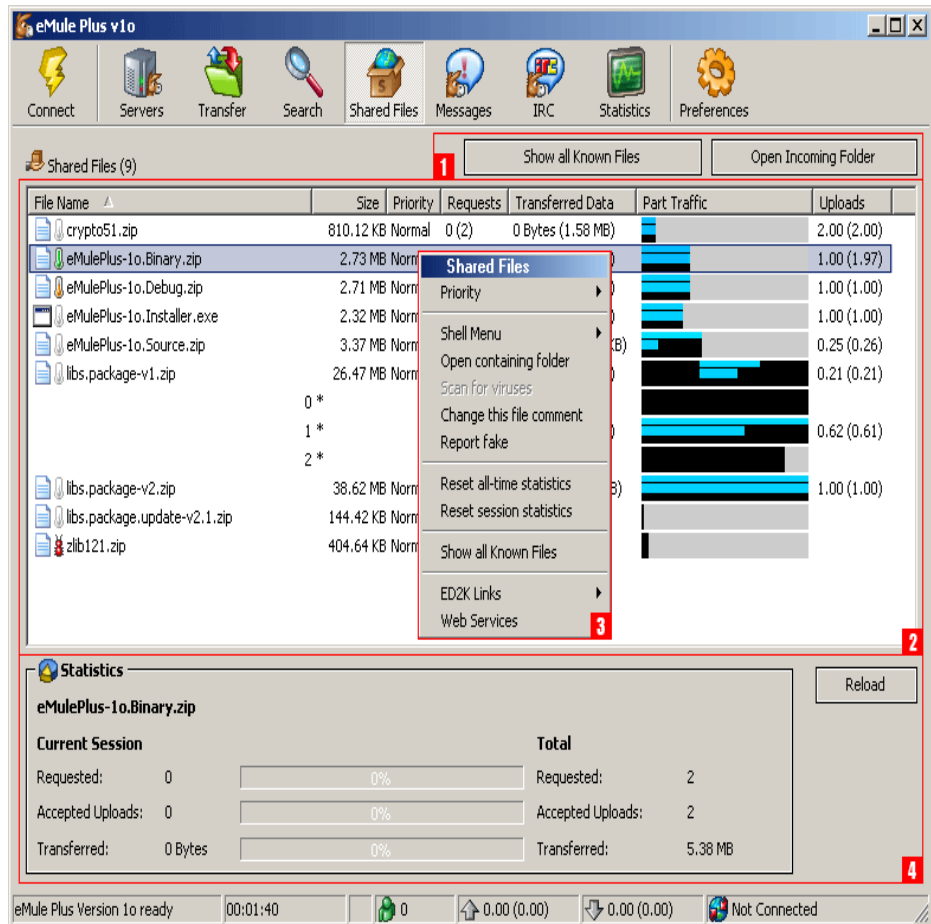 eMule Plus v1o
Connect Servers Transfer Search Shared Files Messages IRC Statistics Preferences
Shared Files (9) 1 Show all Known Files Open Incoming Folder
File Name Size Priority Requests Transferred Data Part Traffic Uploads
crypto51.zip 810.12 KB Normal 0 (2) 0 Bytes (1.58 MB) 2.00 (2.00)
eMulePlus-1o.Binary.zip 2.73 MB 1.00 (1.97)
eMulePlus-1o.Debug.zip 2.71 MB 1.00 (1.00)
eMulePlus-1o.Installer.exe 2.32 MB 1.00 (1.00)
eMulePlus-1o.Source.zip 3.37 MB KB) 0.25 (0.26)
libs.package-v1.zip 26.47 MB 0.21 (0.21)
0 *
1 * 0.62 (0.61)
2 *
libs.package-v2.zip 38.62 MB 1.00 (1.00)
libs.package.update-v2.1.zip 144.42 KB
zlib121.zip 404.64 KB
Shared Files
Priority
Shell Menu
Open containing folder
Scan for viruses
Change this file comment
Report fake
Reset all-time statistics
Reset session statistics
Show all Known Files
ED2K Links
Web Services
3
2
Statistics
Reload
eMulePlus-1o.Binary.zip
Current Session Total
Requested: 0 0% Requested: 2
Accepted Uploads: 0 0% Accepted Uploads: 2
Transferred: 0 Bytes 0% Transferred: 5.38 MB
4
eMule Plus Version 1o ready 00:01:40 0 0.00 (0.00) 0.00 (0.00) Not Connected